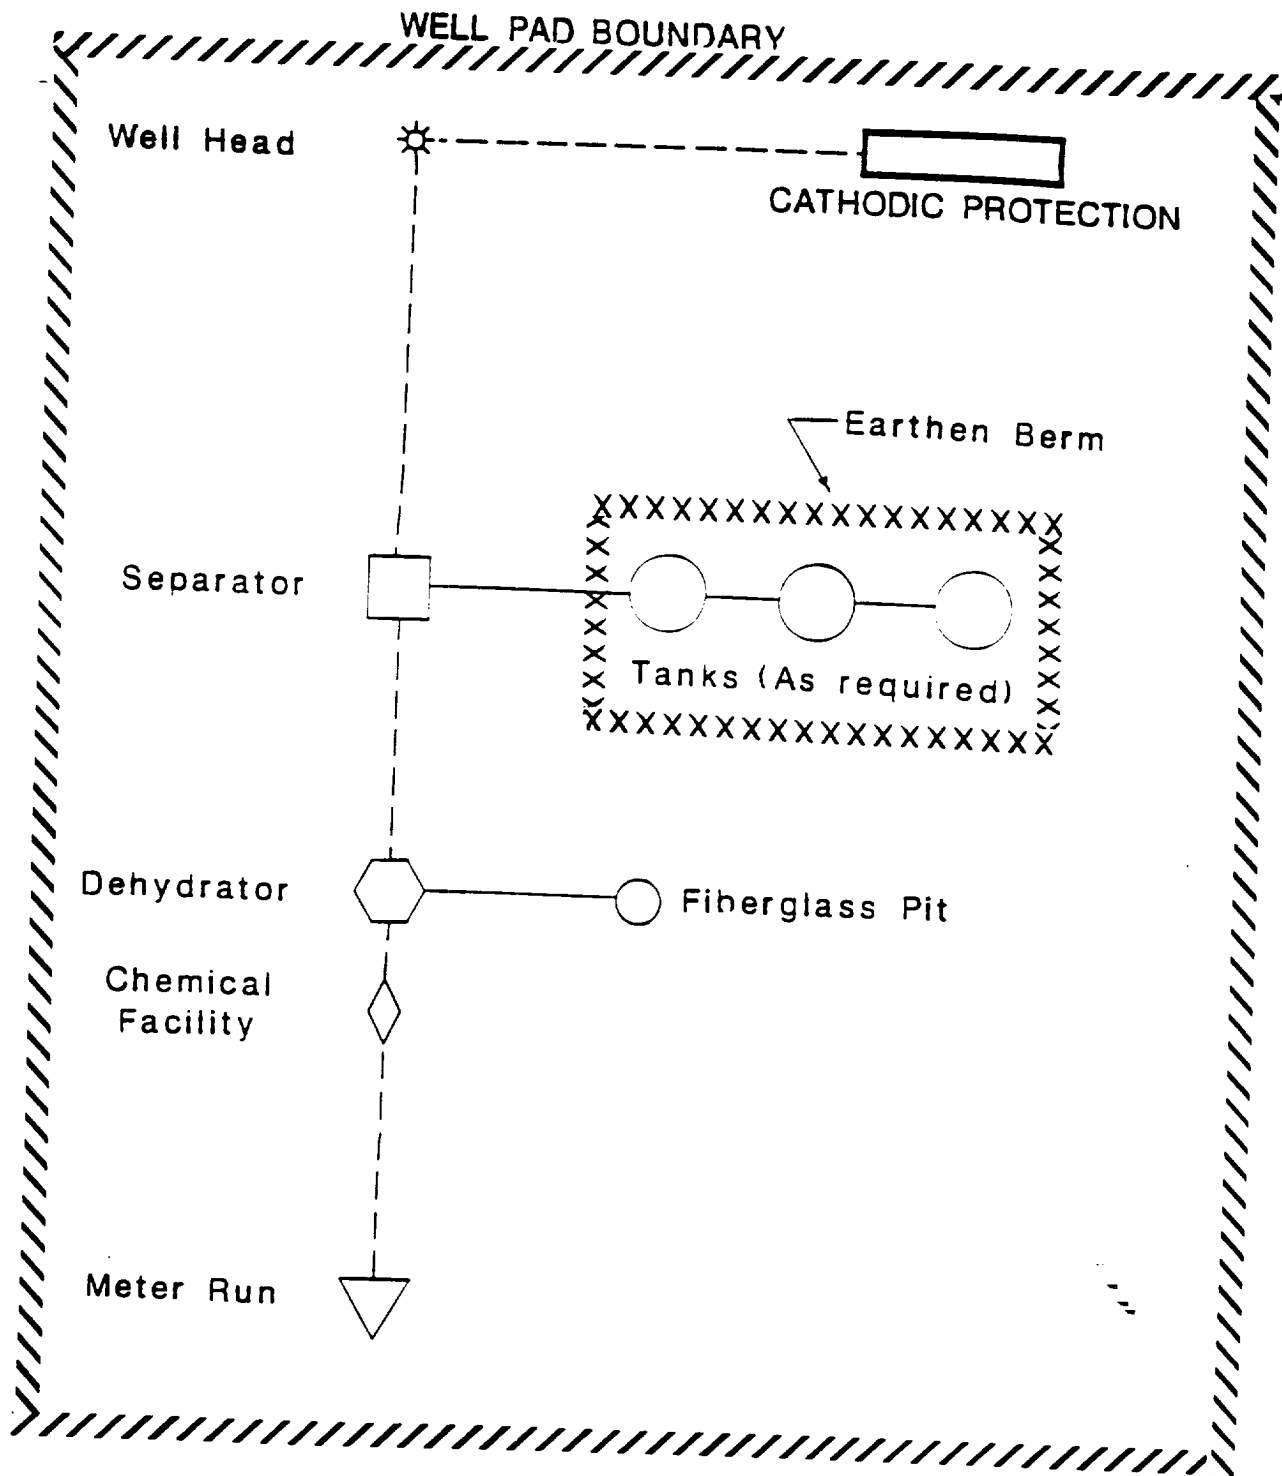 WELL PAD BOUNDARY
Well Head
CATHODIC PROTECTION
Earthen Berm
Separator
Tanks (As required)
Dehydrator
Fiberglass Pit
Chemical
Facility
Meter Run